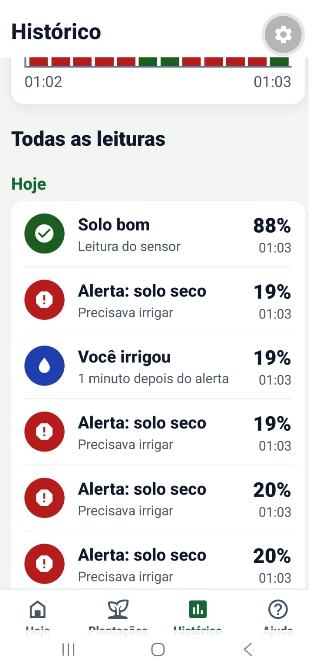 Histórico
01:02 01:03
Todas as leituras
Hoje
Solo bom 88%
Leitura do sensor 01:03
Alerta: solo seco 19%
Precisava irrigar 01:03
Você irrigou 19%
1 minuto depois do alerta 01:03
Alerta: solo seco 19%
Precisava irrigar 01:03
Alerta: solo seco 20%
Precisava irrigar 01:03
Alerta: solo seco 20%
Precisava irrigar 01:03
Hoje Plantações Histórico Ajuda